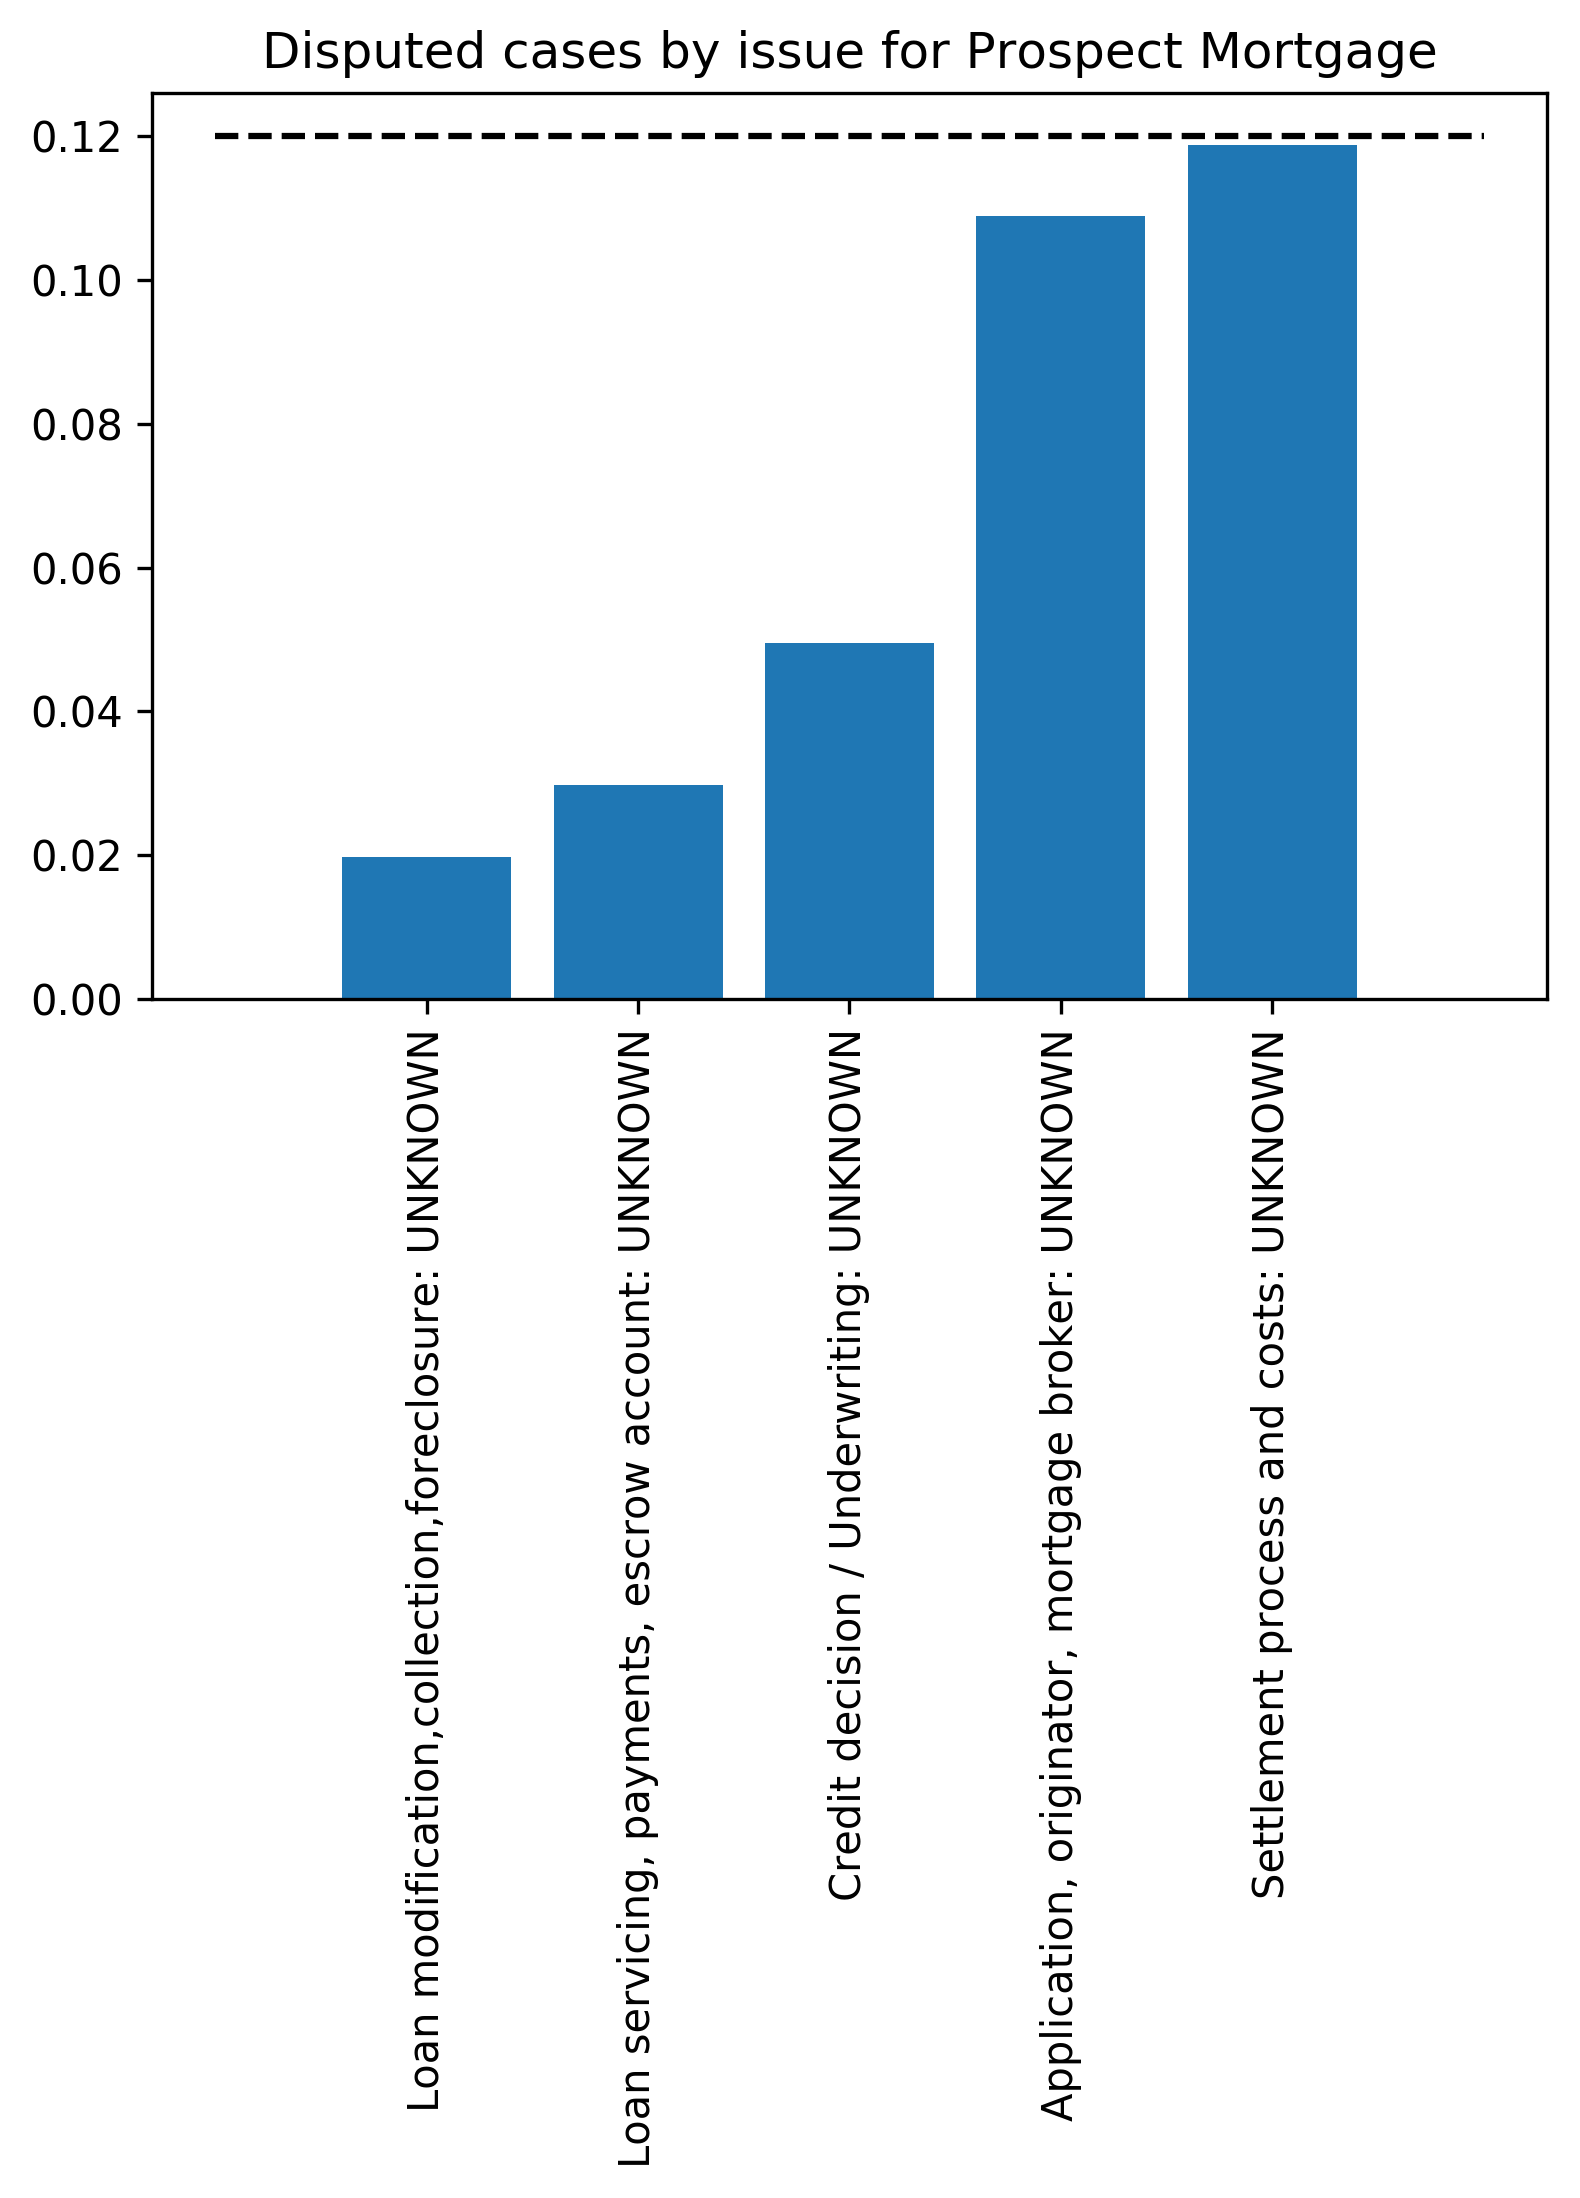 Disputed cases by issue for Prospect Mortgage
0.12
0.10
0.08
0.06
0.04
0.02
0.00
Loan modification,collection,foreclosure: UNKNOWN
Loan servicing, payments, escrow account: UNKNOWN
Credit decision / Underwriting: UNKNOWN
Application, originator, mortgage broker: UNKNOWN
Settlement process and costs: UNKNOWN